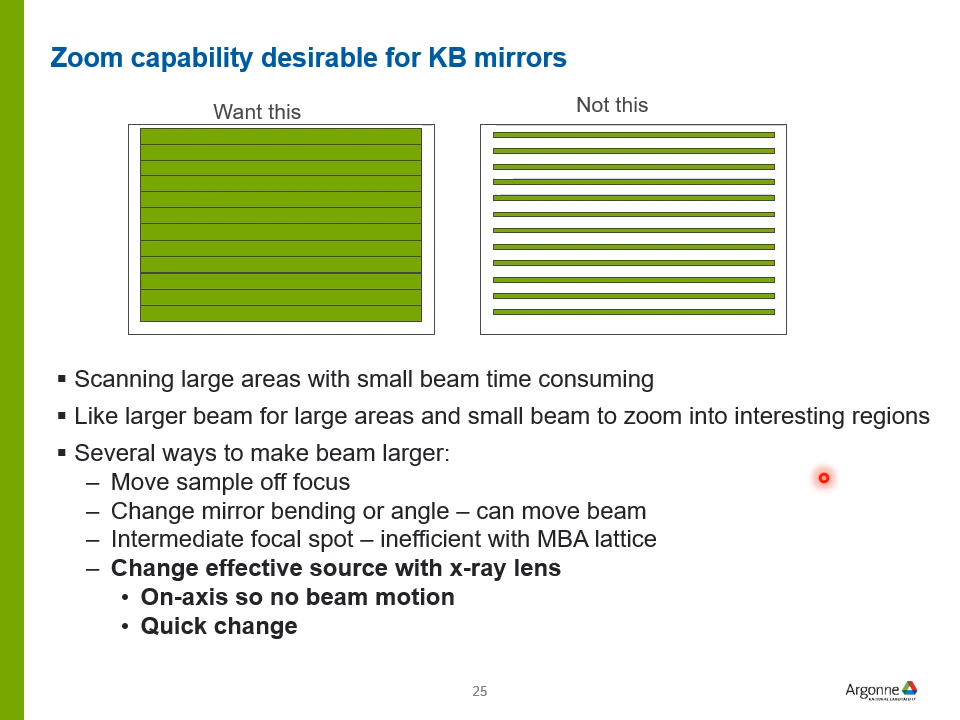 Zoom capability desirable for KB mirrors
Want this
Not this
▪ Scanning large areas with small beam time consuming
▪ Like larger beam for large areas and small beam to zoom into interesting regions
▪ Several ways to make beam larger:
– Move sample off focus
– Change mirror bending or angle – can move beam
– Intermediate focal spot – inefficient with MBA lattice
– Change effective source with x-ray lens
• On-axis so no beam motion
• Quick change
25
Argonne
NATIONAL LABORATORY